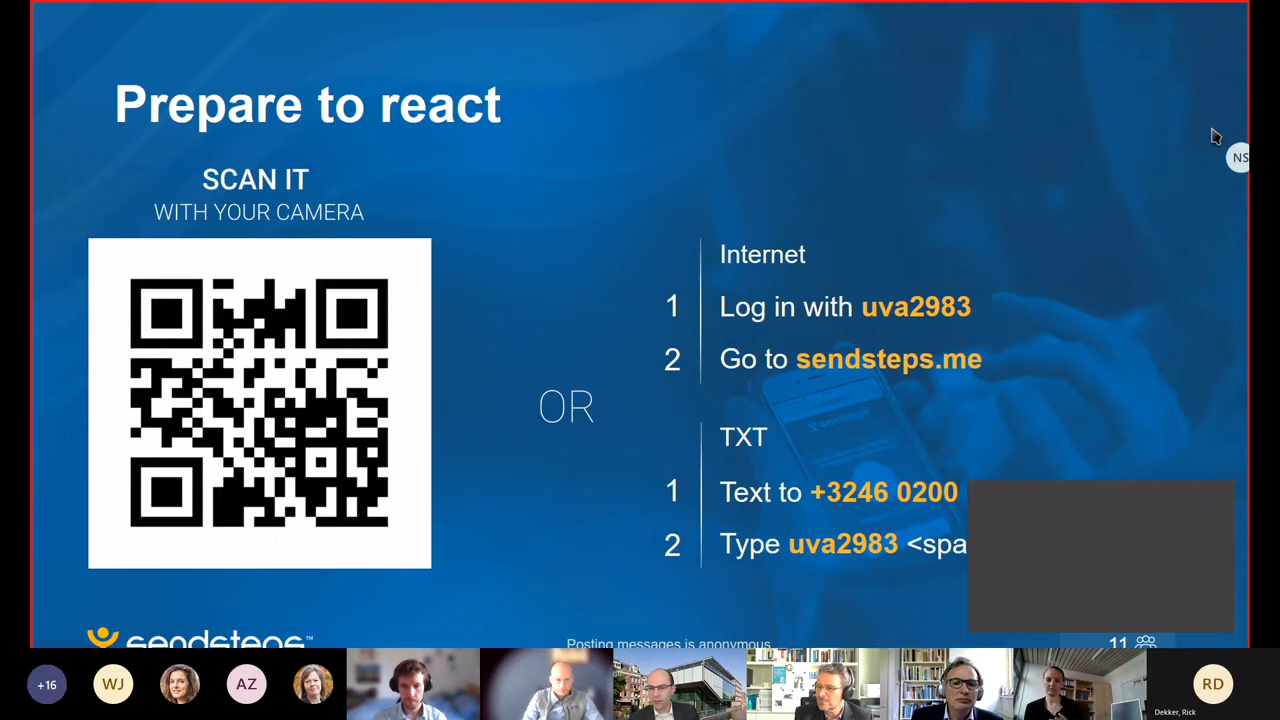 Prepare to react
SCAN IT
WITH YOUR CAMERA
NS
Internet
1 Log in with uva2983
2 Go to sendsteps.me
OR
TXT
1 Text to +3246 0200
2 Type uva2983 <spa
sendsteps™
Posting messages is anonymous
11
+16
WJ
AZ
RD
Dekker, Rick